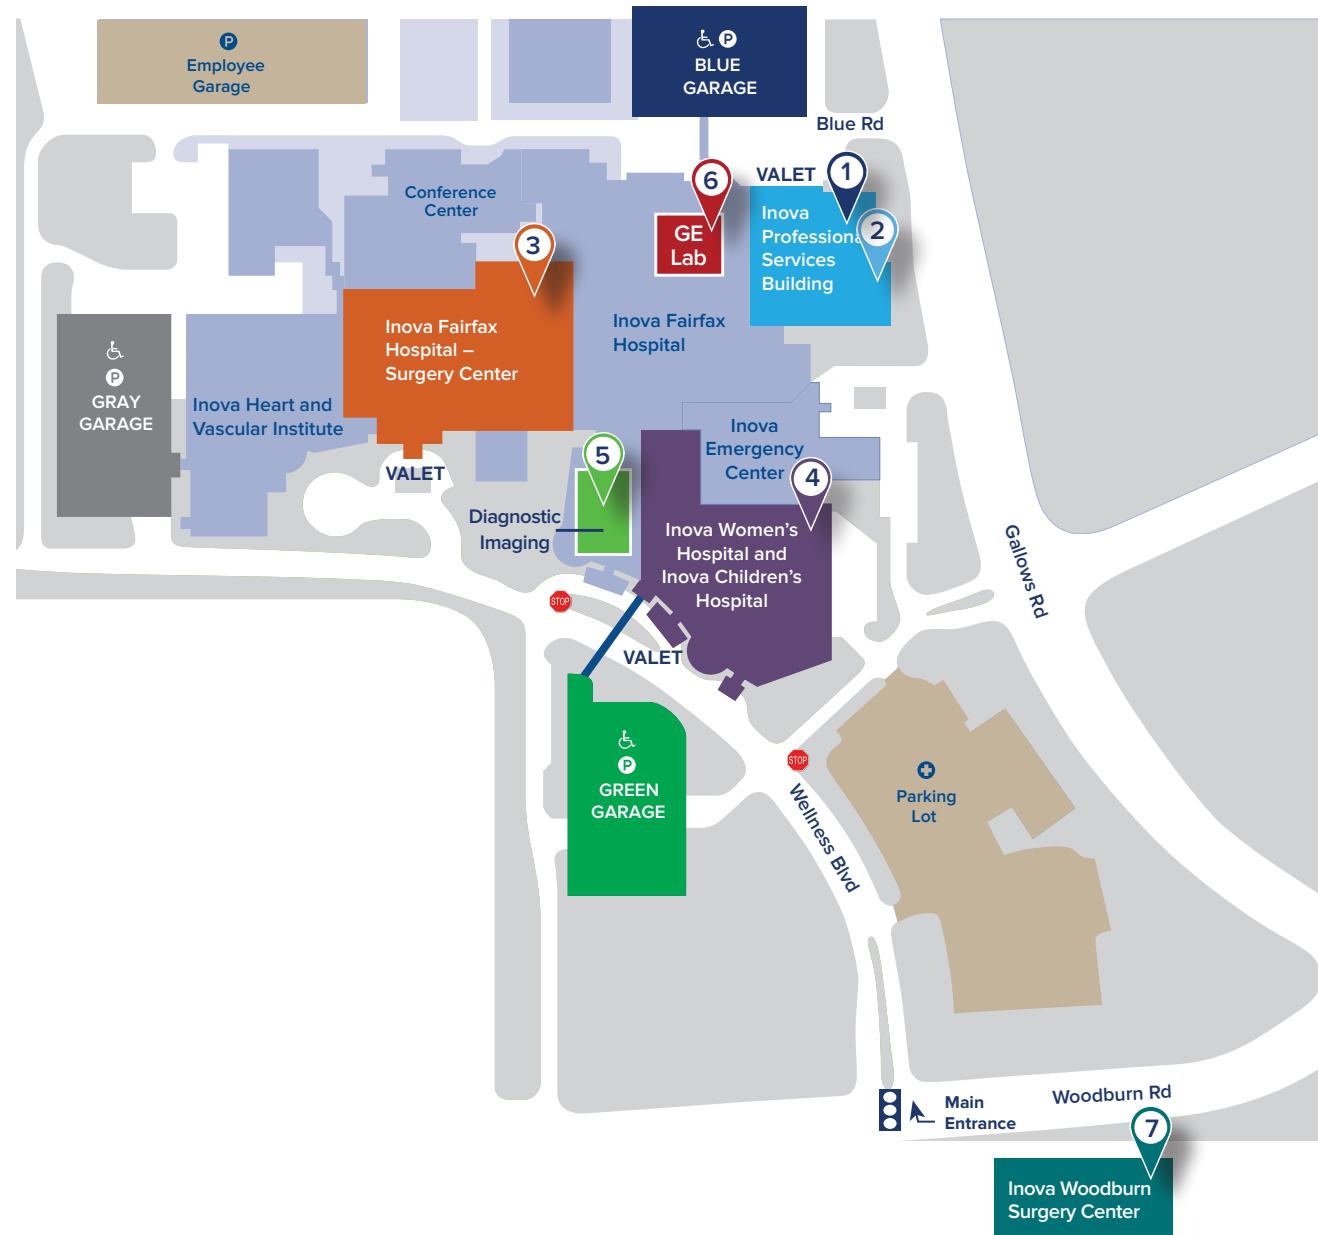 P
Employee
Garage
P
BLUE
GARAGE
Blue Rd
VALET
1
6
2
Conference
Center
3
GE
Lab
Inova
Professiona
Services
Building
Inova Fairfax
Hospital –
Surgery Center
Inova Fairfax
Hospital
P
GRAY
GARAGE
Inova Heart and
Vascular Institute
VALET
Inova
Emergency
Center
5
4
Diagnostic
Imaging
Inova Women's
Hospital and
Inova Children's
Hospital
Gallows Rd
STOP
VALET
P
GREEN
GARAGE
STOP
Parking
Lot
Wellness Blvd
Main
Entrance
Woodburn Rd
7
Inova Woodburn
Surgery Center